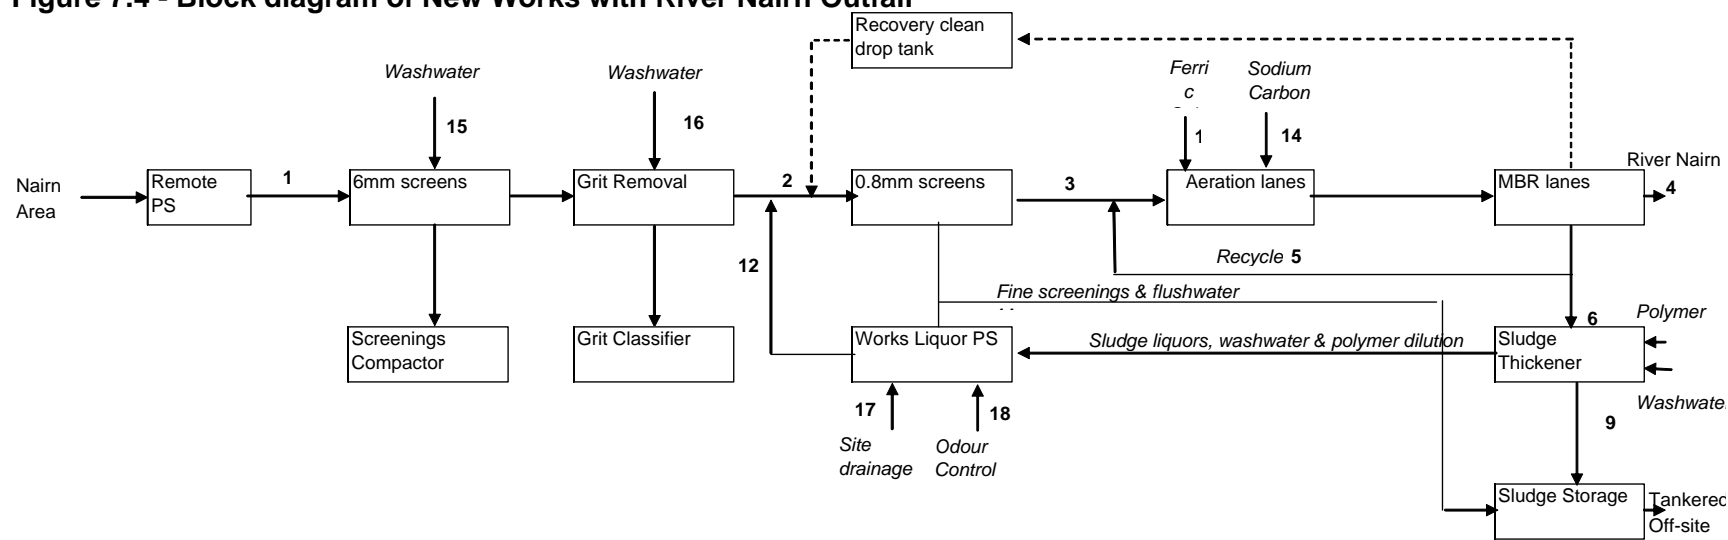 Figure 7.4 - Block diagram of New Works with River Nairn Outfall
Recovery clean
drop tank
Washwater
Washwater
Ferri
c
Sodium
Carbon
15
16
1
14
Nairn
Area
Remote
PS
1
6mm screens
Grit Removal
2
0.8mm screens
3
Aeration lanes
MBR lanes
River Nairn
4
12
Recycle 5
Fine screenings & flushwater
Screenings
Compactor
Grit Classifier
Works Liquor PS
Sludge liquors, washwater & polymer dilution
6
Sludge
Thickener
Polymer
Washwater
17
18
Site
drainage
Odour
Control
9
Sludge Storage
Tankered
Off-site